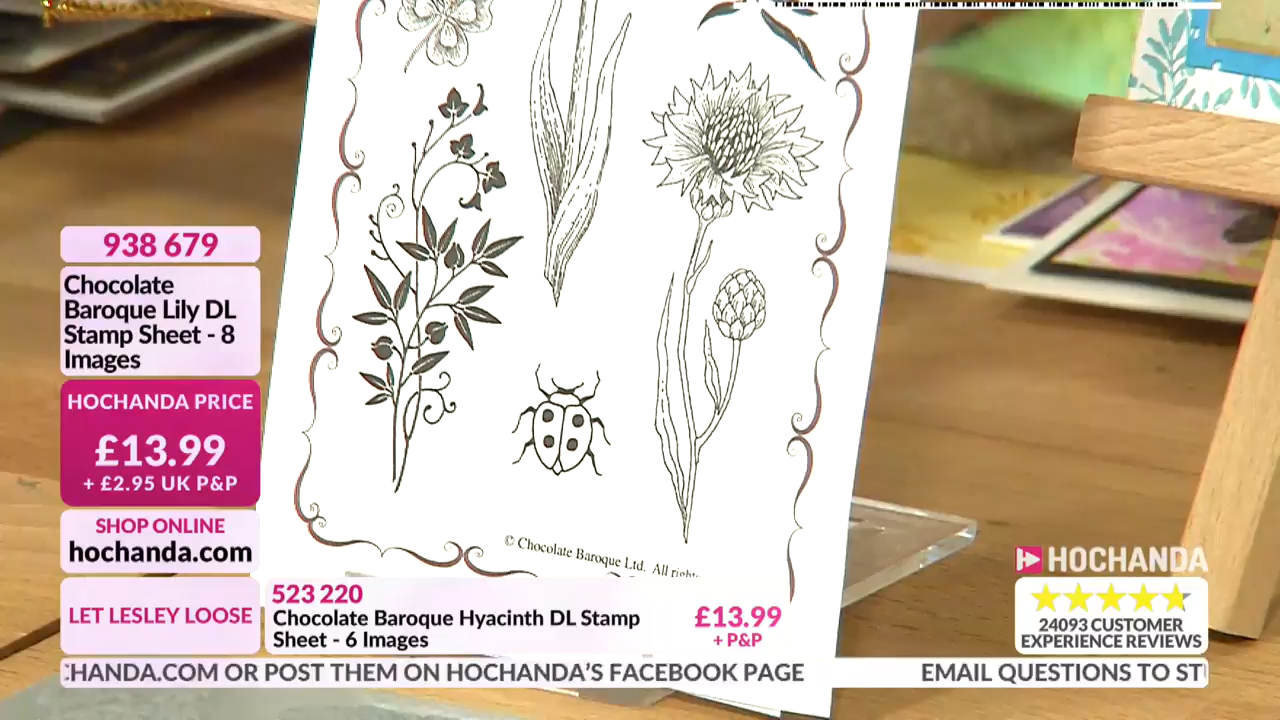 938 679
Chocolate
Baroque Lily DL
Stamp Sheet - 8
Images
HOCHANDA PRICE
£13.99
+ £2.95 UK P&P
SHOP ONLINE
hochanda.com
LET LESLEY LOOSE
© Chocolate Baroque Ltd. All rights
523 220
Chocolate Baroque Hyacinth DL Stamp
Sheet - 6 Images
£13.99
+ P&P
HOCHANDA
24093 CUSTOMER
EXPERIENCE REVIEWS
CHANDA.COM OR POST THEM ON HOCHANDA'S FACEBOOK PAGE EMAIL QUESTIONS TO